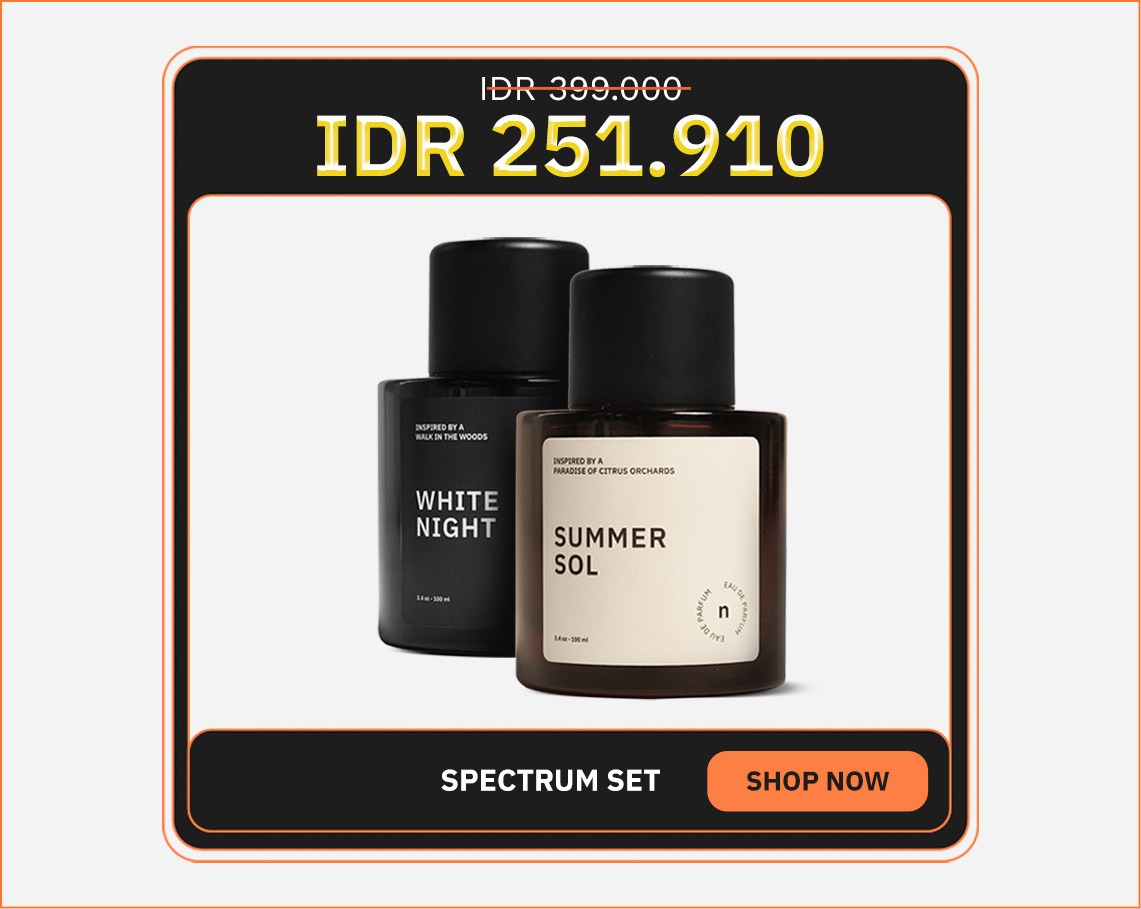 IDR 399.000
IDR 251.910
INSPIRED BY A
WALK IN THE WOODS
WHITE
NIGHT
3.4 oz - 100 ml
INSPIRED BY A
PARADISE OF CITRUS ORCHARDS
SUMMER
SOL
EAU DE PARFUM
EAU DE PARFUM
n
3.4 oz - 100 ml
SPECTRUM SET
SHOP NOW